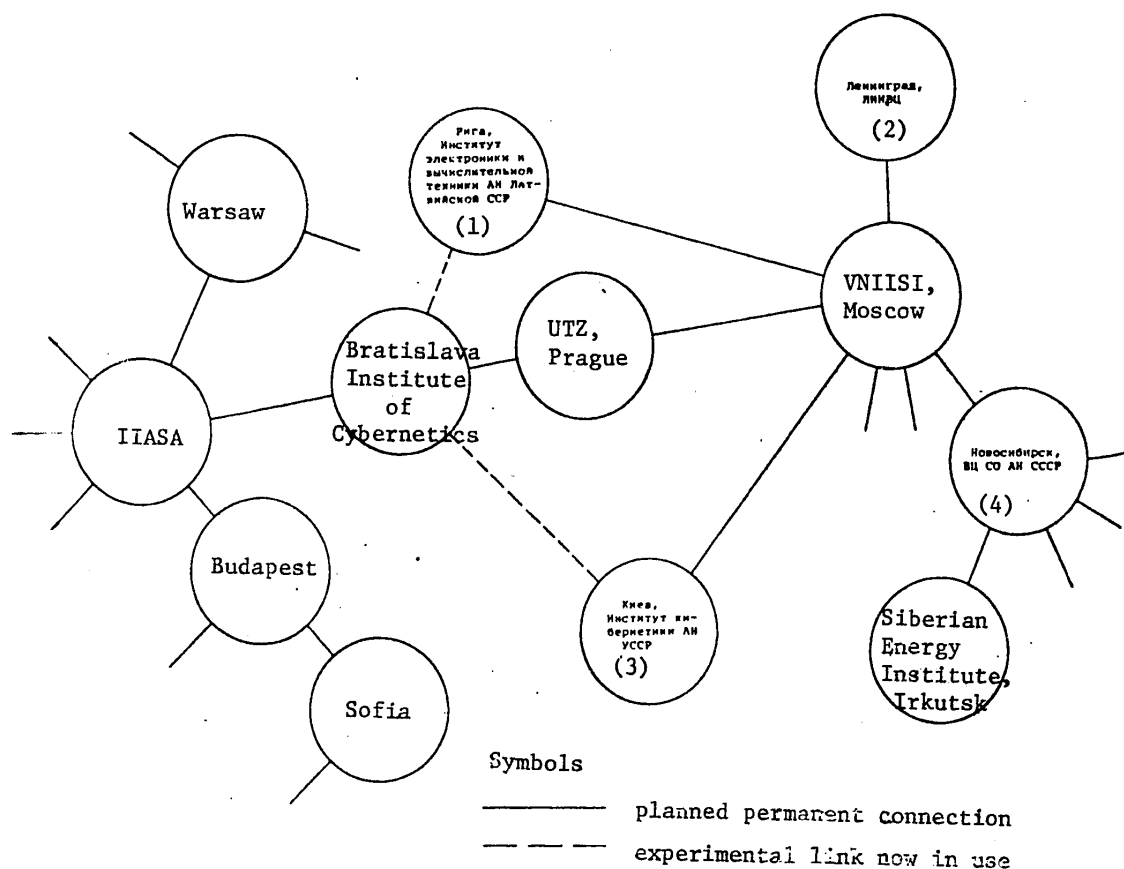 Ленинград,
ЛНИВЦ
(2)
Рига,
Институт
электроники и
вычислительной
техники АН Лат-
вийской ССР
(1)
Warsaw
VNIISI,
Moscow
UTZ,
Prague
Bratislava
Institute
of
Cybernetics
IIASA
Новосибирск,
ВЦ СО АН СССР
(4)
Budapest
Киев,
Институт ки-
бернетики АН
УССР
(3)
Siberian
Energy
Institute,
Irkutsk
Sofia
Symbols
planned permanent connection
experimental link now in use